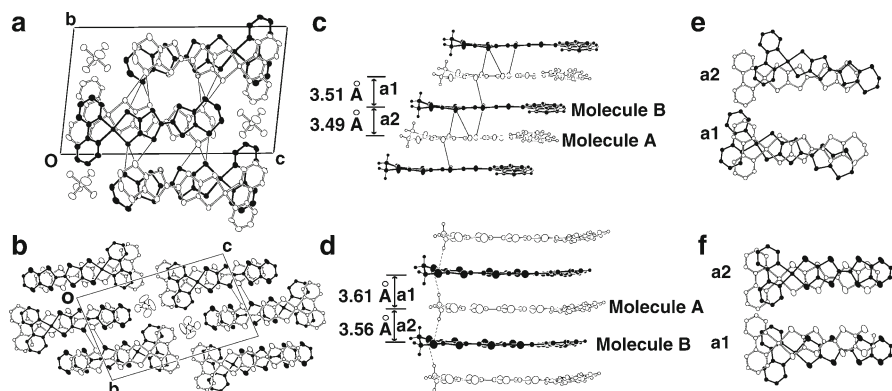 a
b
O
c
c
3.51 Å
a1
3.49 Å
a2
Molecule B
Molecule A
e
a2
a1
b
c
O
b
d
3.61 Å
a1
3.56 Å
a2
Molecule A
Molecule B
f
a2
a1